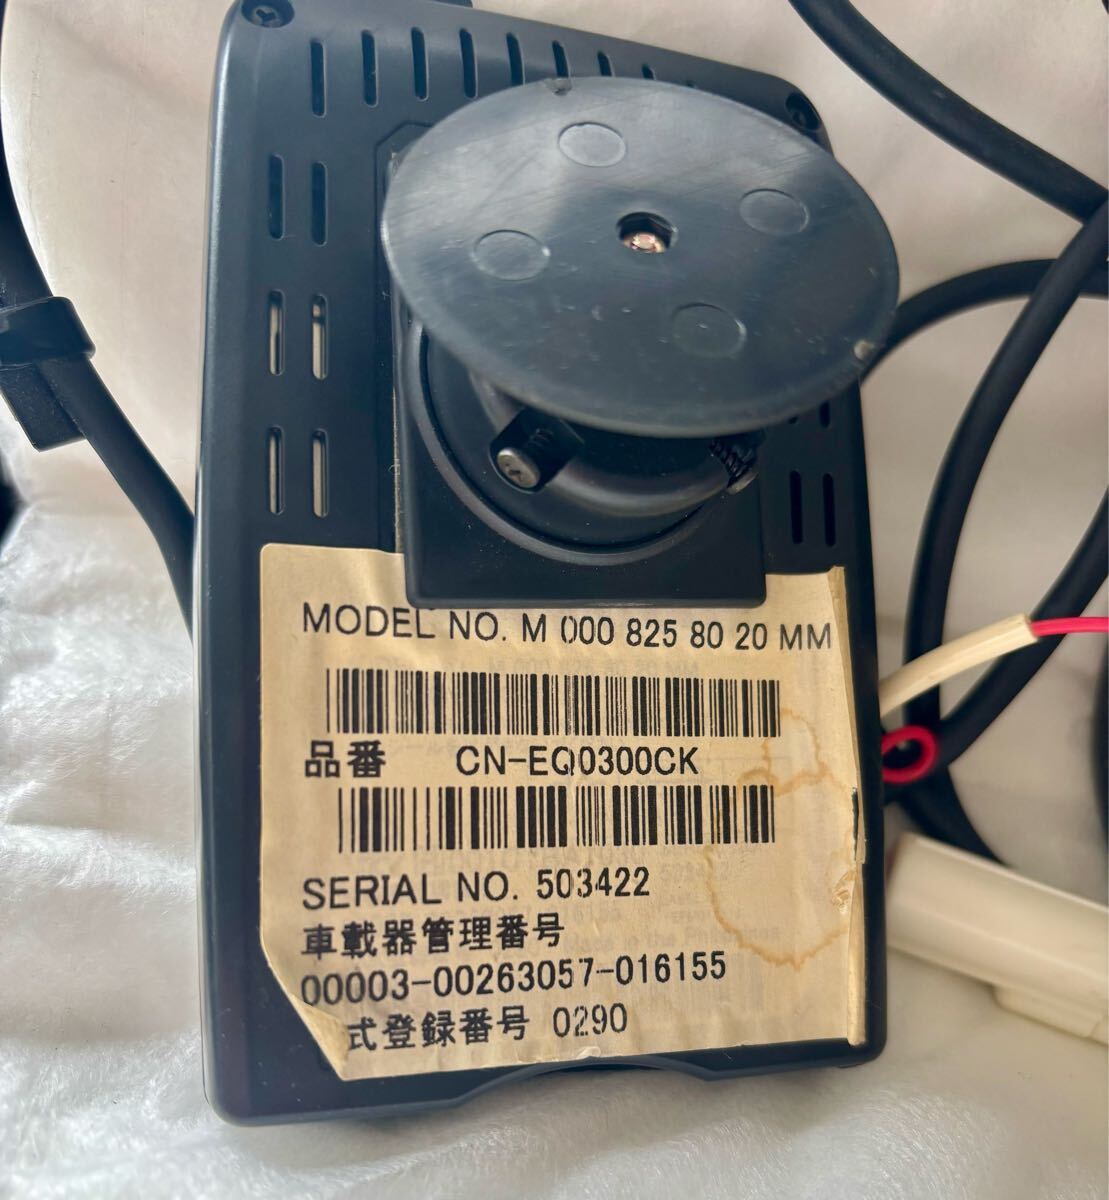 MODEL NO. M 000 825 80 20 MM
品番 CN-EQ0300CK
SERIAL NO. 503422
車載器管理番号
00003-00263057-016155
式登録番号 0290